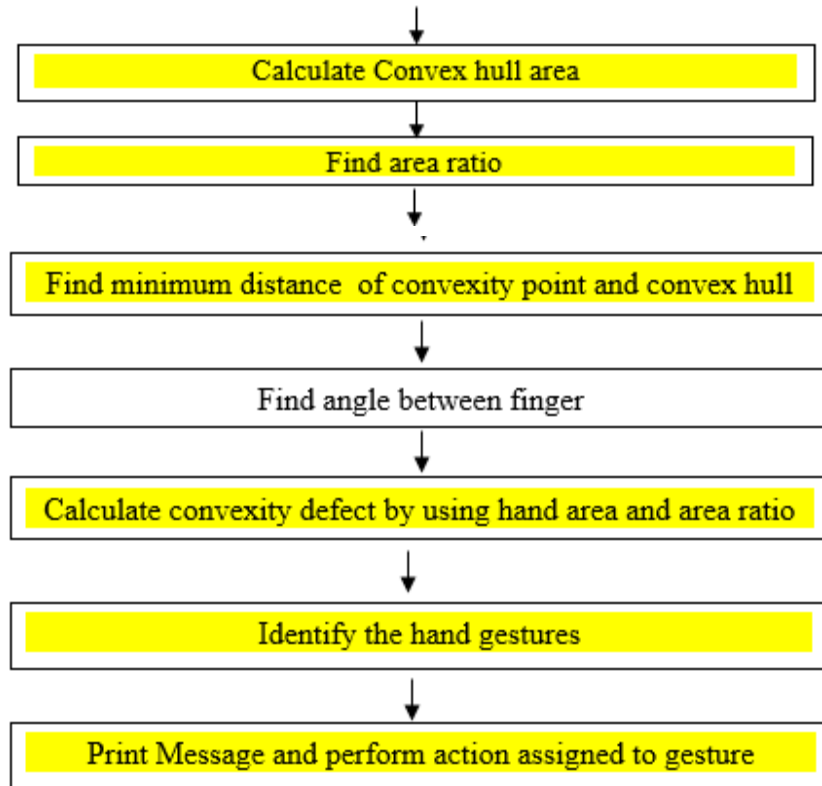 Calculate Convex hull area
Find area ratio
Find minimum distance of convexity point and convex hull
Find angle between finger
Calculate convexity defect by using hand area and area ratio
Identify the hand gestures
Print Message and perform action assigned to gesture